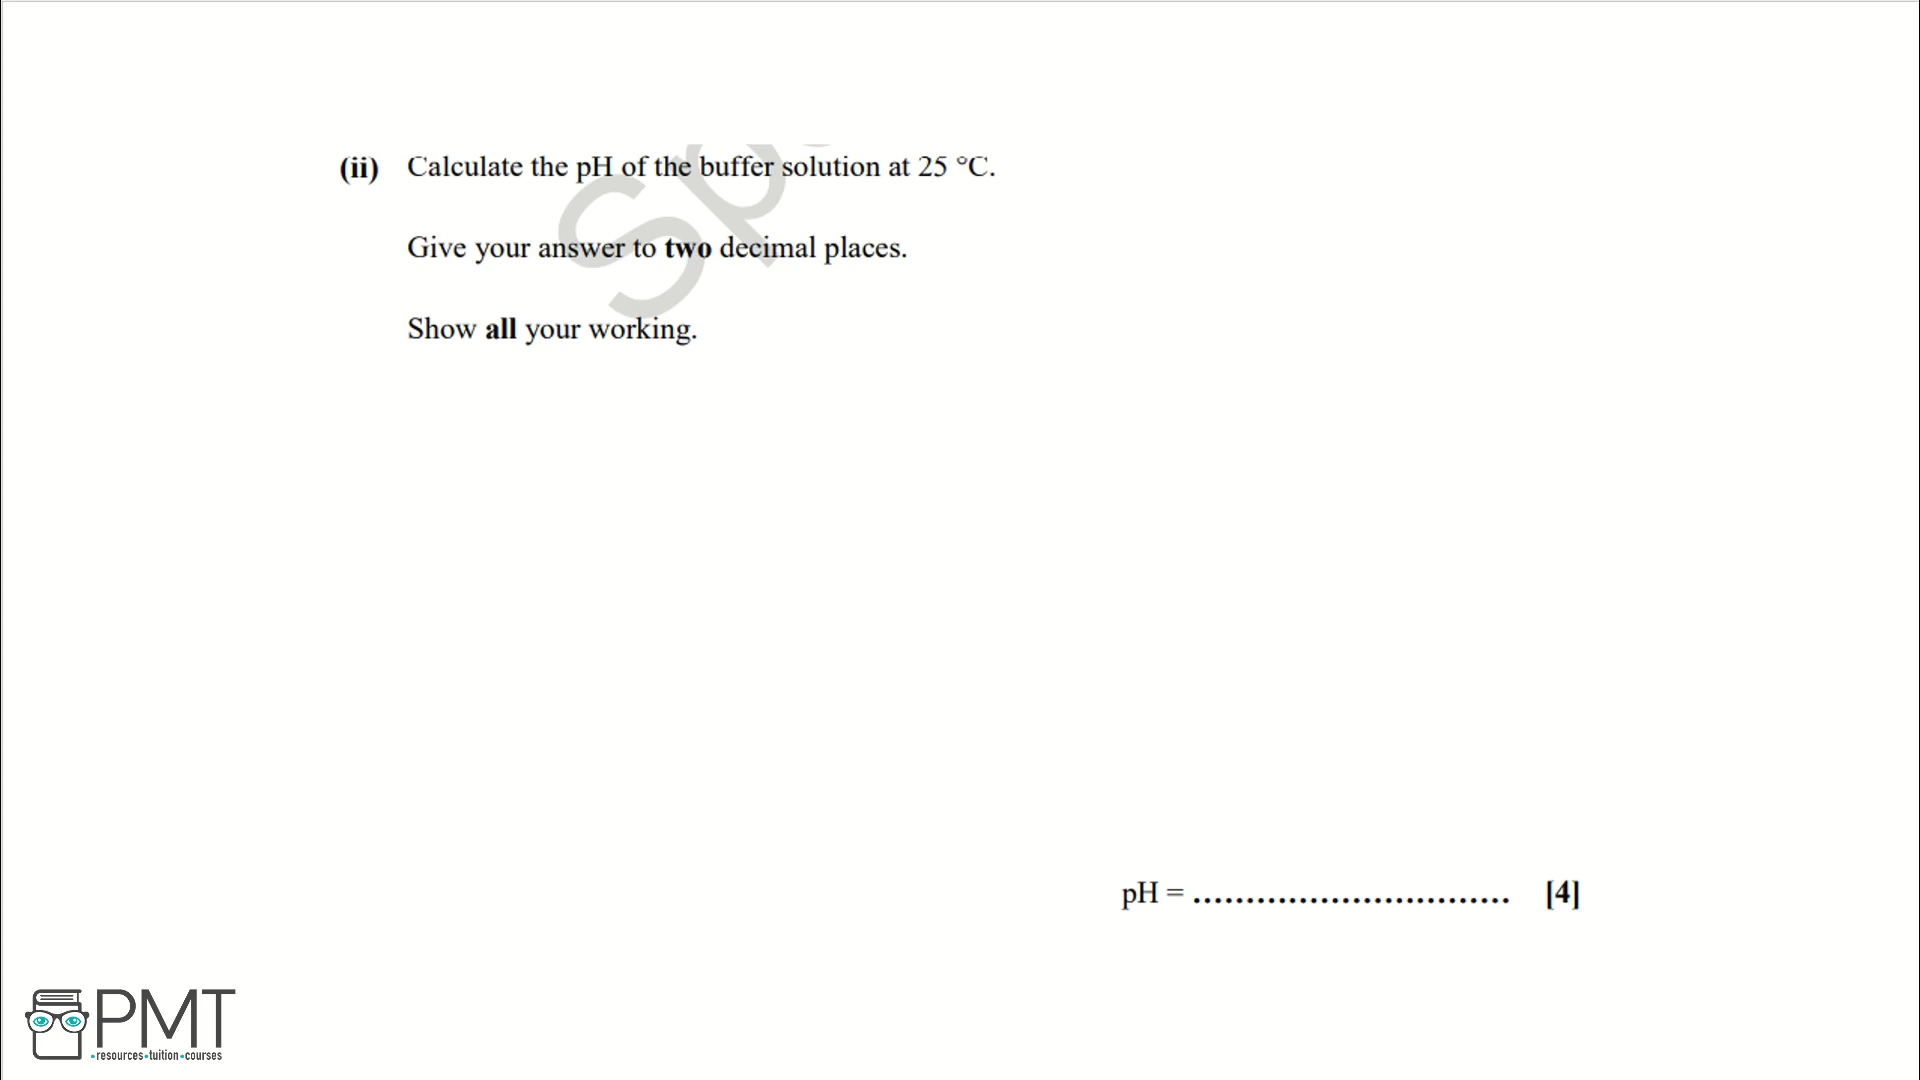 (ii) Calculate the pH of the buffer solution at 25 °C.
Give your answer to two decimal places.
Show all your working.
pH = .............................. [4]
PMT
•resources•tuition•courses